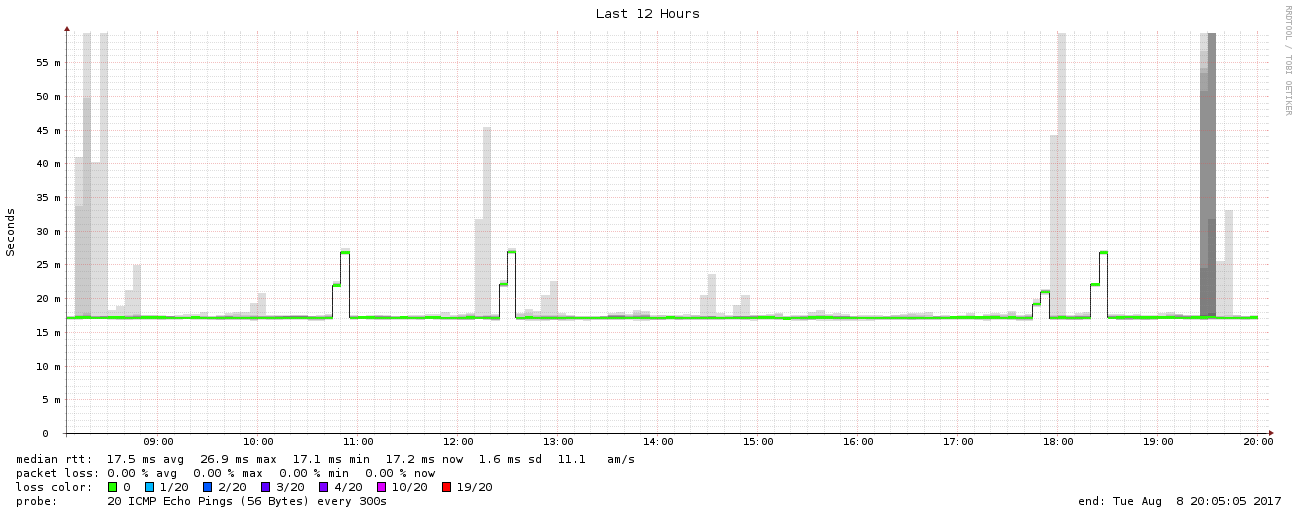 Last 12 Hours
RRDTOOL / TOBI OETIKER
Seconds
55 m
50 m
45 m
40 m
35 m
30 m
25 m
20 m
15 m
10 m
5 m
0
09:00 10:00 11:00 12:00 13:00 14:00 15:00 16:00 17:00 18:00 19:00 20:00
median rtt: 17.5 ms avg 26.9 ms max 17.1 ms min 17.2 ms now 1.6 ms sd 11.1 am/s
packet loss: 0.00 % avg 0.00 % max 0.00 % min 0.00 % now
loss color: 0 1/20 2/20 3/20 4/20 10/20 19/20
probe: 20 ICMP Echo Pings (56 Bytes) every 300s end: Tue Aug 8 20:05:05 2017